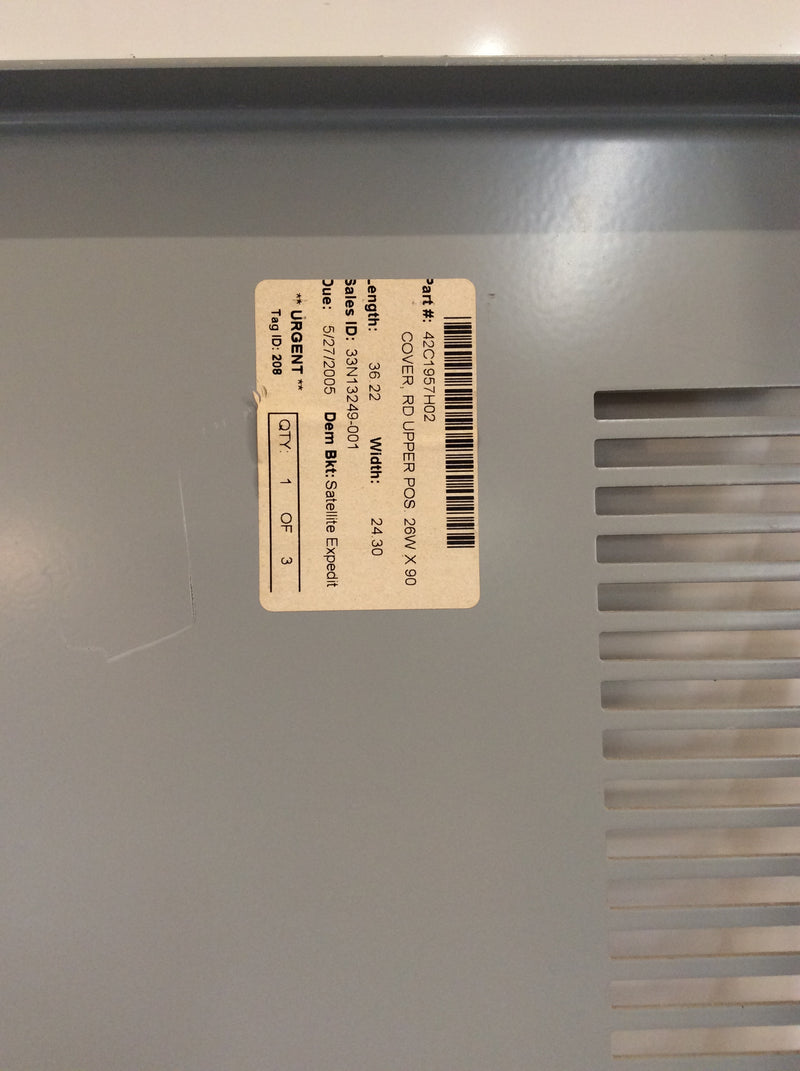 Part #: 42C1957H02
COVER, RD UPPER POS 26W X 90
Length: 36 22 Width: 24.30
Sales ID: 33N13249-001
Due: 5/27/2005 Dem Bkt: Satellite Expedit
** URGENT **
Tag ID: 208
QTY: 1 OF 3